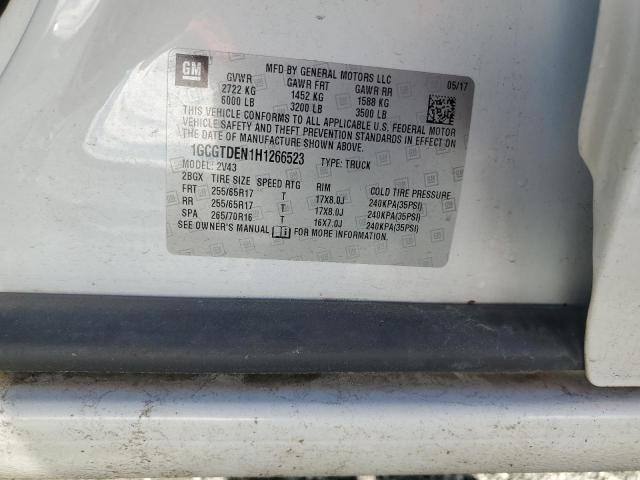 GM
MFD BY GENERAL MOTORS LLC 05/17
GVWR GAWR FRT GAWR RR
2722 KG 1452 KG 1588 KG
6000 LB 3200 LB 3500 LB
THIS VEHICLE CONFORMS TO ALL APPLICABLE U.S. FEDERAL MOTOR
VEHICLE SAFETY AND THEFT PREVENTION STANDARDS IN EFFECT ON
THE DATE OF MANUFACTURE SHOWN ABOVE.
1GCGTDEN1H1266523 TYPE: TRUCK
MODEL: 2V43
2BGX TIRE SIZE SPEED RTG RIM COLD TIRE PRESSURE
FRT 255/65R17 T 17X8.0J 240KPA(35PSI)
RR 255/65R17 T 17X8.0J 240KPA(35PSI)
SPA 265/70R16 T 16X7.0J 240KPA(35PSI)
SEE OWNER'S MANUAL FOR MORE INFORMATION.